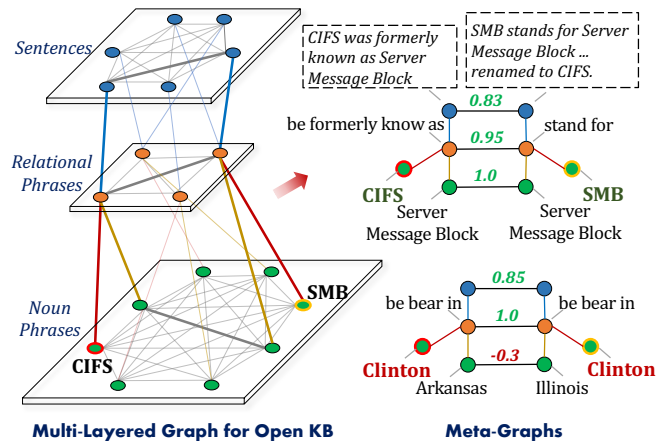 Sentences
Relational
Phrases
Noun
Phrases
CIFS
SMB
Multi-Layered Graph for Open KB
CIFS was formerly
known as Server
Message Block
SMB stands for Server
Message Block ...
renamed to CIFS.
0.83
be formerly know as
stand for
0.95
CIFS
SMB
1.0
Server
Message Block
Server
Message Block
0.85
be bear in
be bear in
1.0
Clinton
Clinton
-0.3
Arkansas
Illinois
Meta-Graphs